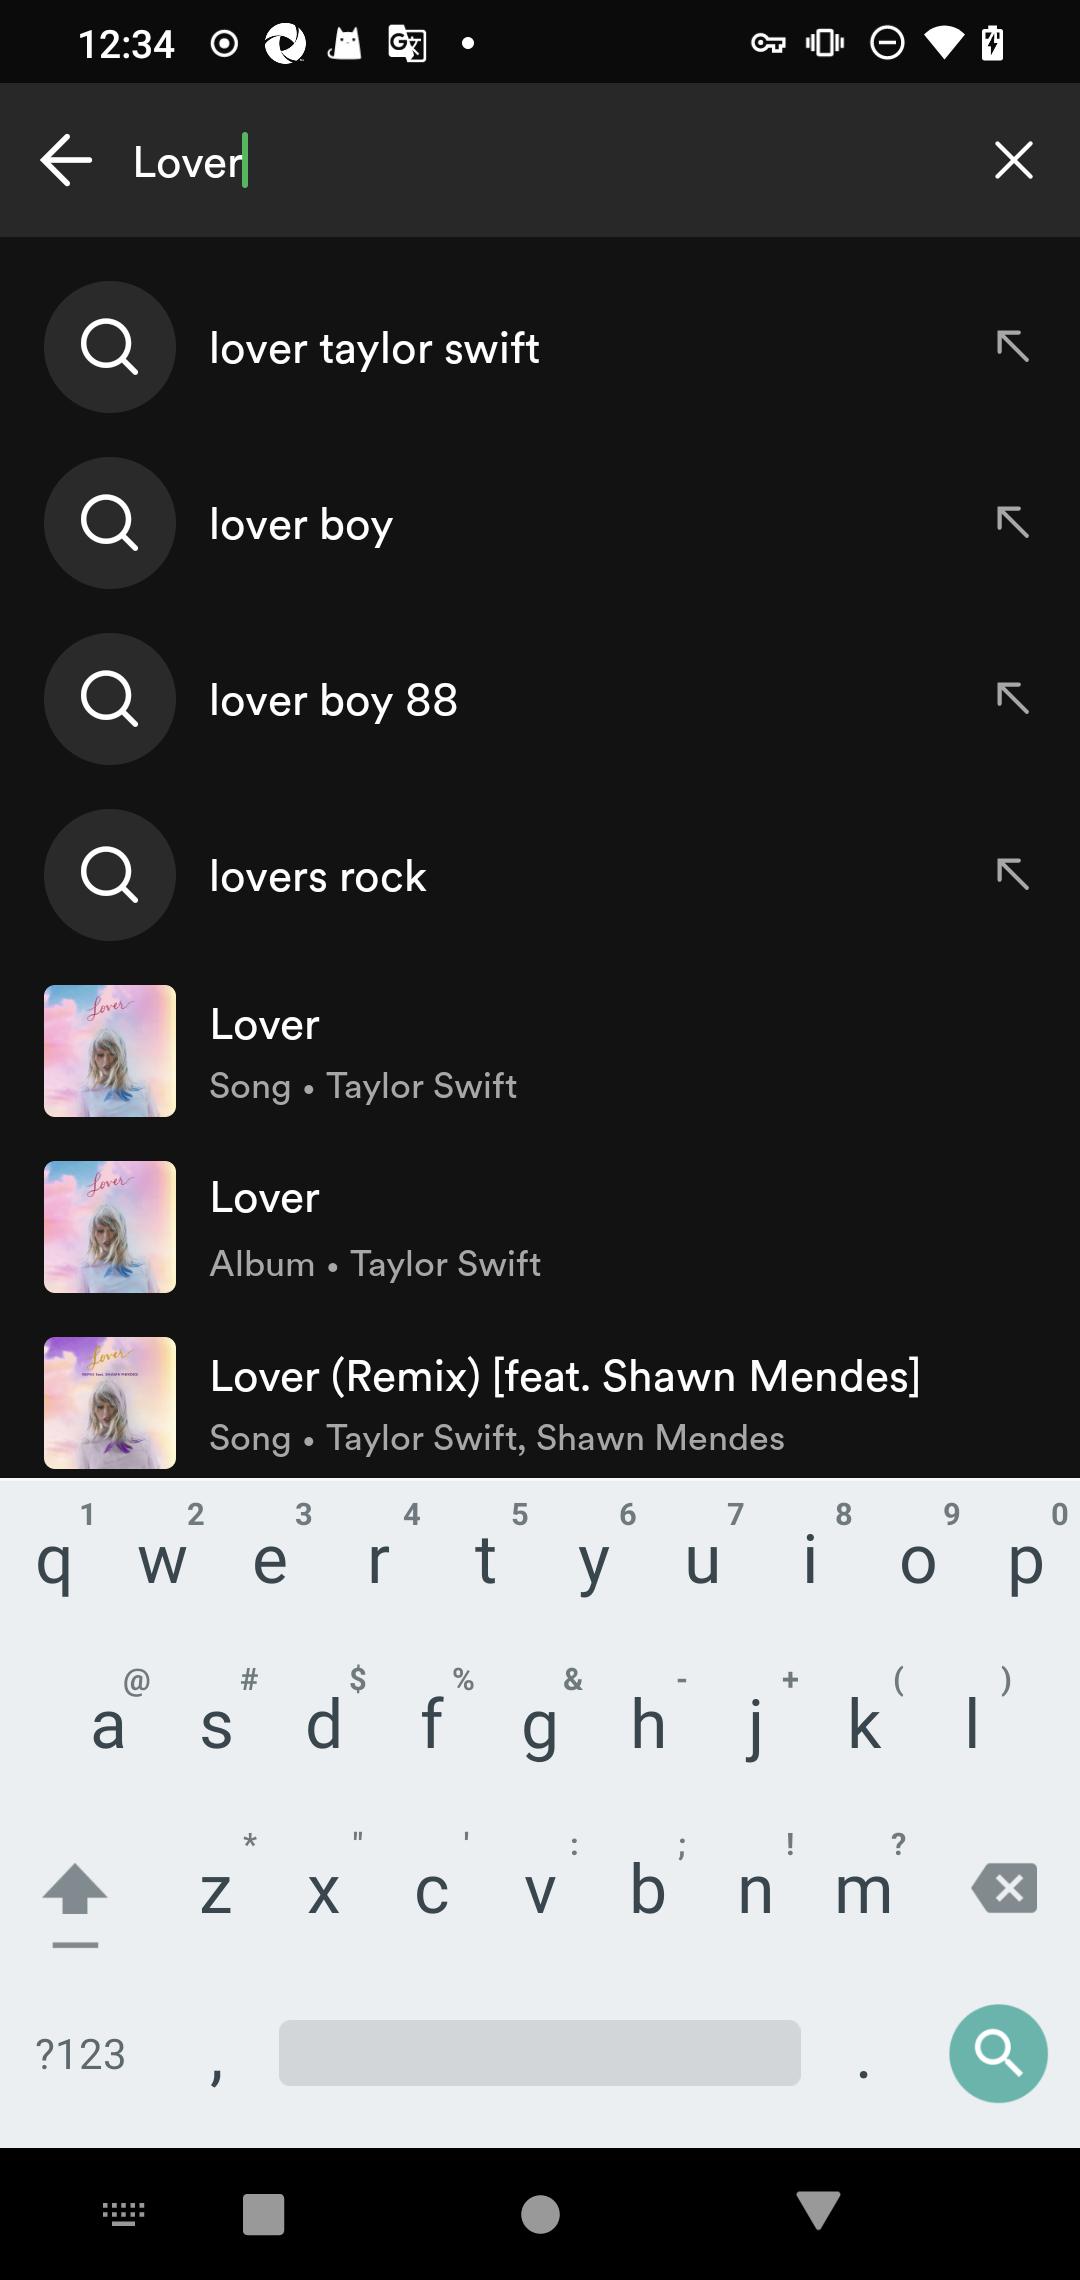 12:34
Lover
lover taylor swift
lover boy
lover boy 88
lovers rock
Lover
Song • Taylor Swift
Lover
Album • Taylor Swift
Lover (Remix) [feat. Shawn Mendes]
Song • Taylor Swift, Shawn Mendes
1 2 3 4 5 6 7 8 9 0
q w e r t y u i o p
@ # $ % & - + ( )
a s d f g h j k l
* " ' : ; ! ?
z x c v b n m
?123 , .